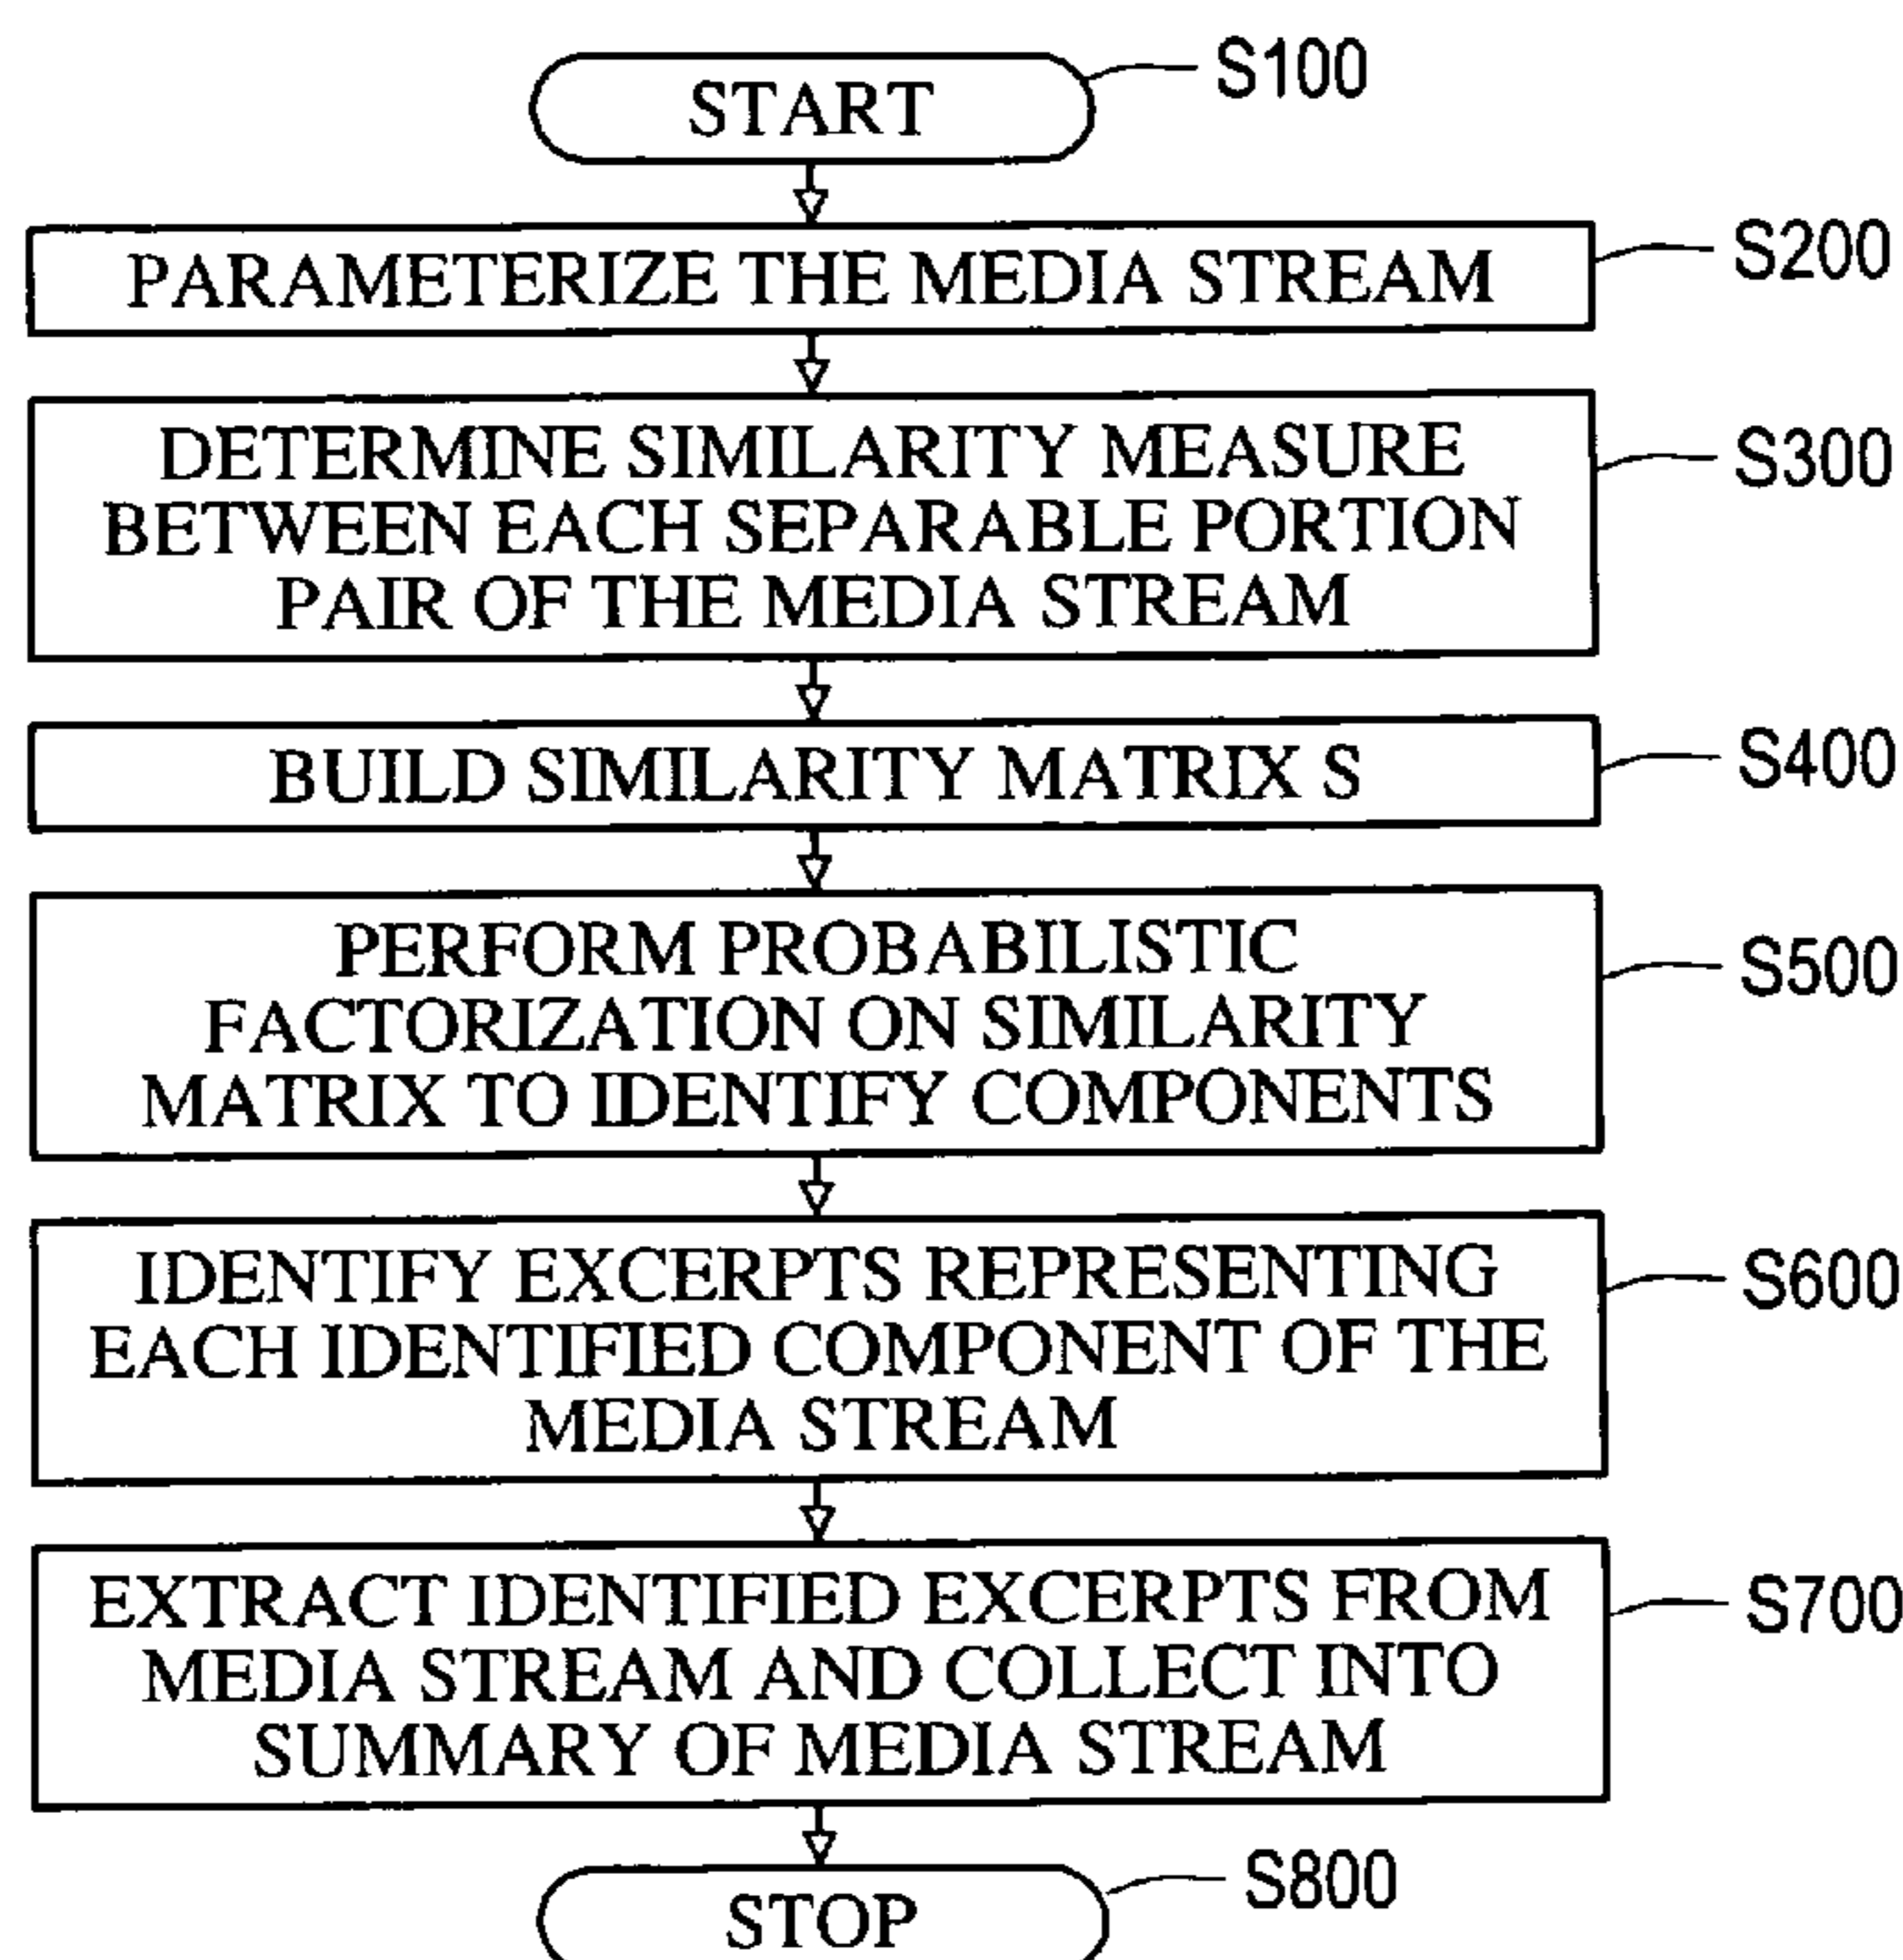 START
S100
PARAMETERIZE THE MEDIA STREAM
S200
DETERMINE SIMILARITY MEASURE
BETWEEN EACH SEPARABLE PORTION
PAIR OF THE MEDIA STREAM
S300
BUILD SIMILARITY MATRIX S
S400
PERFORM PROBABILISTIC
FACTORIZATION ON SIMILARITY
MATRIX TO IDENTIFY COMPONENTS
S500
IDENTIFY EXCERPTS REPRESENTING
EACH IDENTIFIED COMPONENT OF THE
MEDIA STREAM
S600
EXTRACT IDENTIFIED EXCERPTS FROM
MEDIA STREAM AND COLLECT INTO
SUMMARY OF MEDIA STREAM
S700
STOP
S800